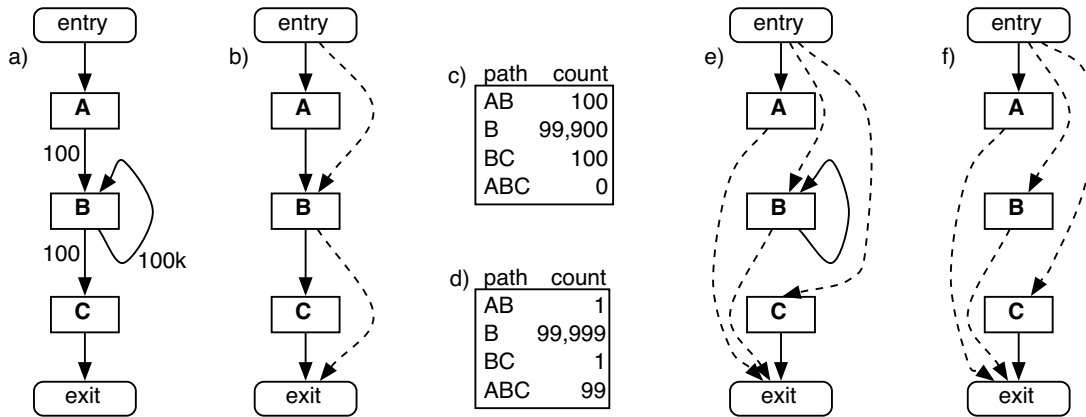 a)
entry
A
100
B
100
100k
C
exit
b)
entry
A
B
C
exit
c) path count
AB 100
B 99,900
BC 100
ABC 0
d) path count
AB 1
B 99,999
BC 1
ABC 99
e)
entry
A
B
C
exit
f)
entry
A
B
C
exit